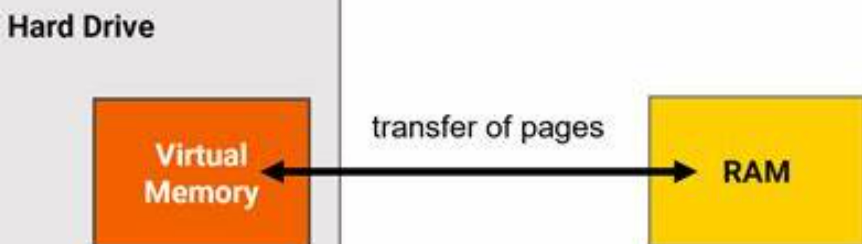 Hard Drive
transfer of pages
Virtual
Memory
RAM